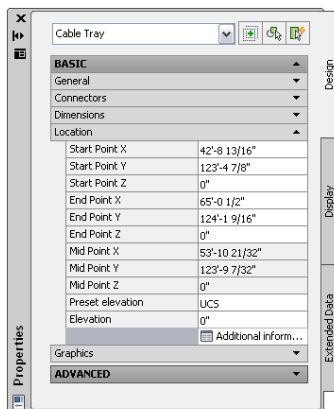 Cable Tray
BASIC
General
Connectors
Dimensions
Location
Start Point X 42'-8 13/16"
Start Point Y 123'-4 7/8"
Start Point Z 0"
End Point X 65'-0 1/2"
End Point Y 124'-1 9/16"
End Point Z 0"
Mid Point X 53'-10 21/32"
Mid Point Y 123'-9 7/32"
Mid Point Z 0"
Preset elevation UCS
Elevation 0"
Additional inform...
Graphics
ADVANCED
Design
Display
Extended Data
Properties